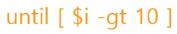 until [ $i -gt 10 ]